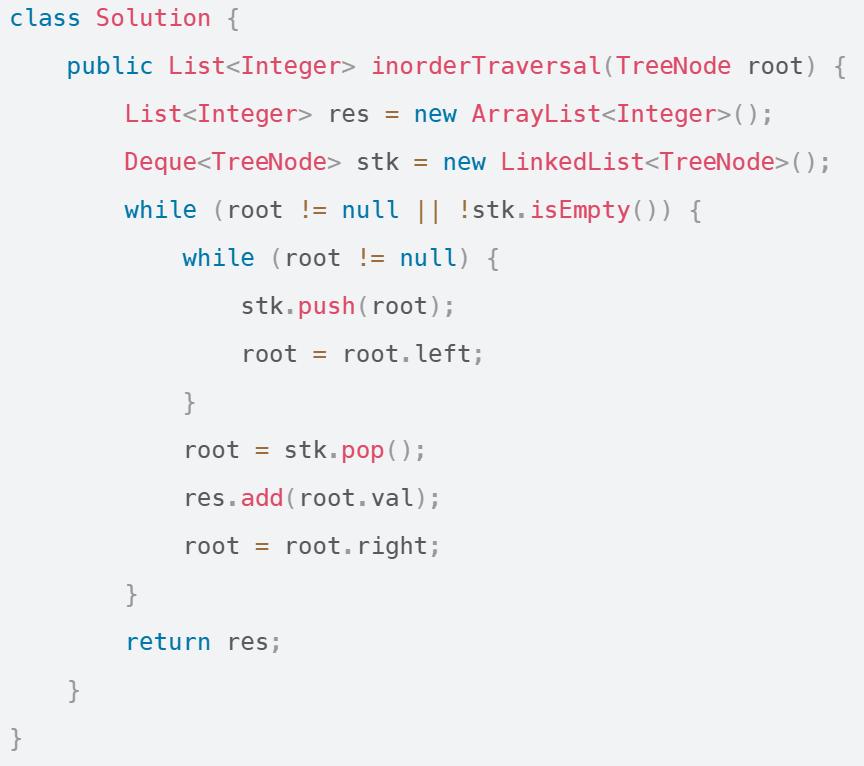 class Solution {
    public List<Integer> inorderTraversal(TreeNode root) {
        List<Integer> res = new ArrayList<Integer>();
        Deque<TreeNode> stk = new LinkedList<TreeNode>();
        while (root != null || !stk.isEmpty()) {
            while (root != null) {
                stk.push(root);
                root = root.left;
            }
            root = stk.pop();
            res.add(root.val);
            root = root.right;
        }
        return res;
    }
}